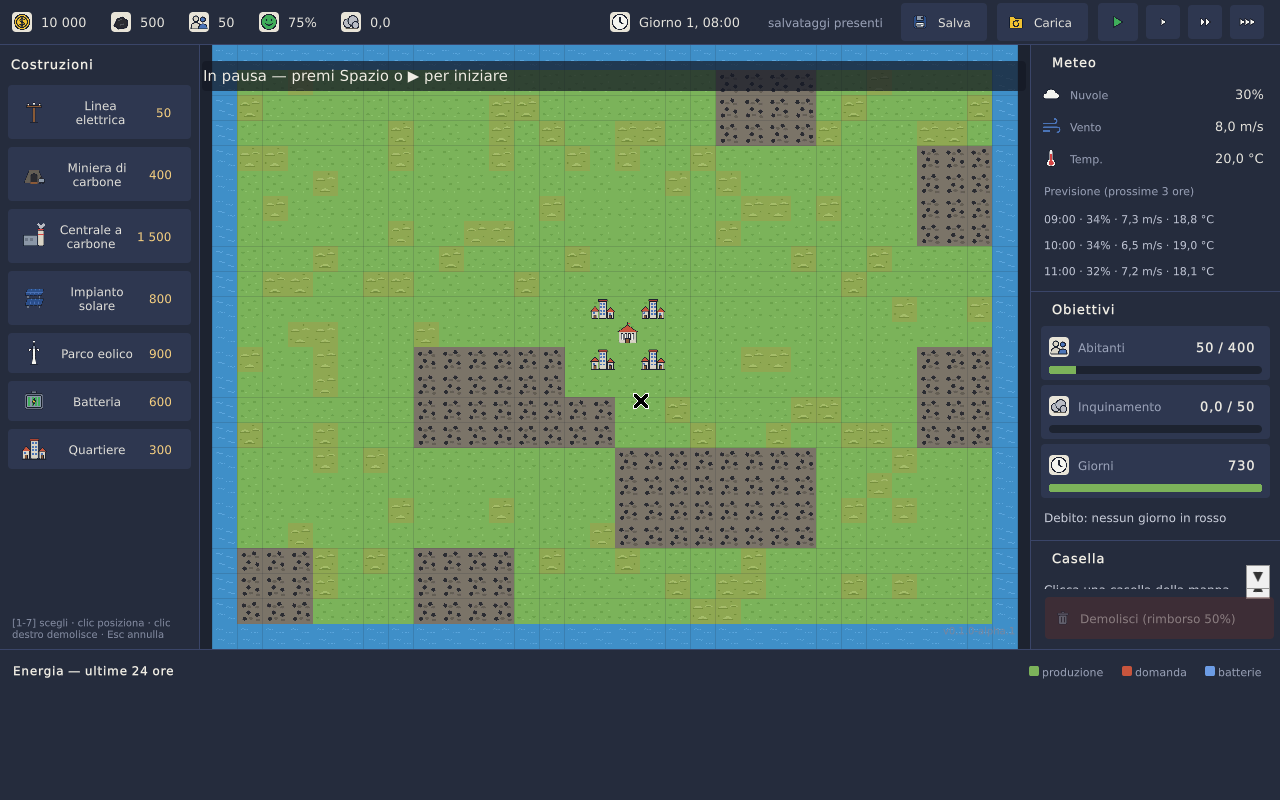 10 000
500
50
75%
0,0
Giorno 1, 08:00
salvataggi presenti
Salva
Carica
Costruzioni
Linea elettrica 50
Miniera di carbone 400
Centrale a carbone 1 500
Impianto solare 800
Parco eolico 900
Batteria 600
Quartiere 300
[1-7] scegli · clic posiziona · clic
destro demolisce · Esc annulla
In pausa — premi Spazio o ▶ per iniziare
Meteo
Nuvole 30%
Vento 8,0 m/s
Temp. 20,0 °C
Previsione (prossime 3 ore)
09:00 · 34% · 7,3 m/s · 18,8 °C
10:00 · 34% · 6,5 m/s · 19,0 °C
11:00 · 32% · 7,2 m/s · 18,1 °C
Obiettivi
Abitanti 50 / 400
Inquinamento 0,0 / 50
Giorni 730
Debito: nessun giorno in rosso
Casella
Clicca una casella della mappa
Demolisci (rimborso 50%)
Energia — ultime 24 ore
produzione
domanda
batterie